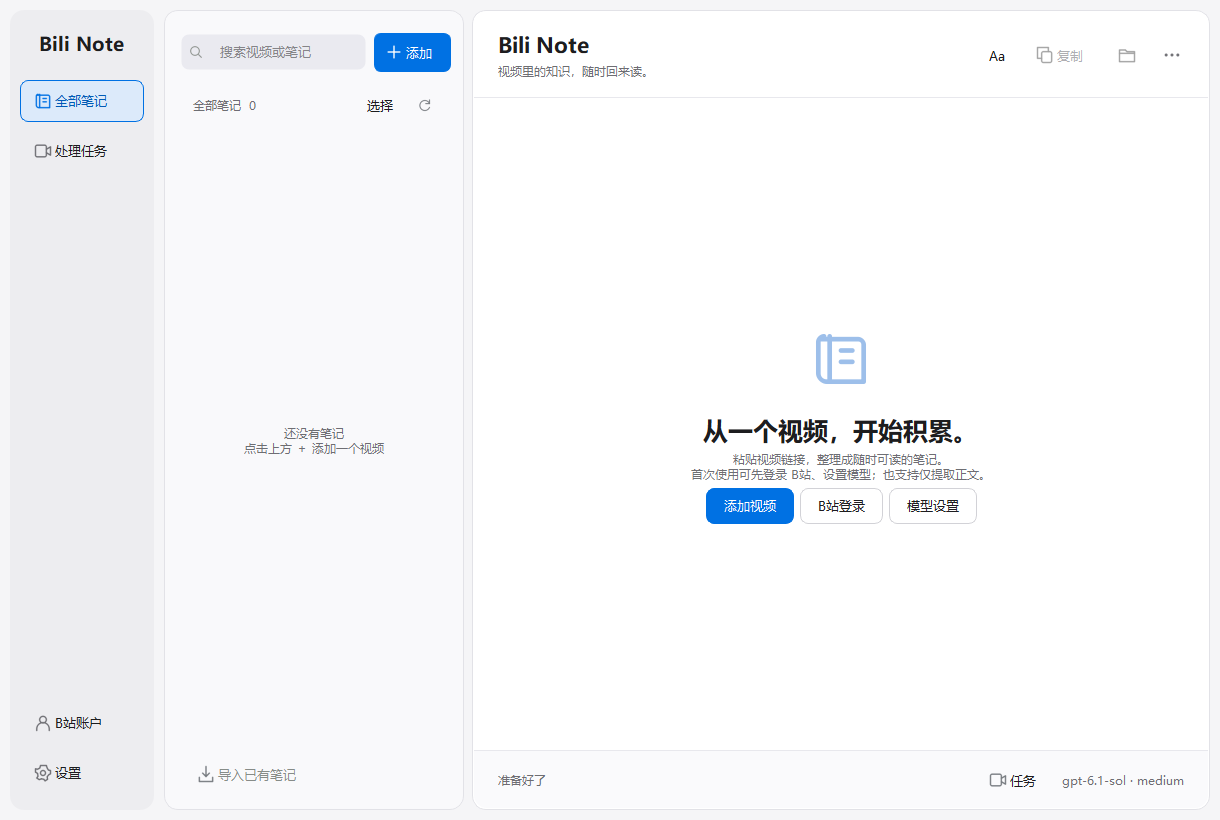 Bili Note
全部笔记
处理任务
B站账户
设置
搜索视频或笔记
添加
全部笔记 0
选择
还没有笔记
点击上方 + 添加一个视频
导入已有笔记
Bili Note
视频里的知识，随时回来读。
Aa
复制
从一个视频，开始积累。
粘贴视频链接，整理成随时可读的笔记。
首次使用可先登录 B站、设置模型；也支持仅提取正文。
添加视频
B站登录
模型设置
准备好了
任务
gpt-6.1-sol · medium